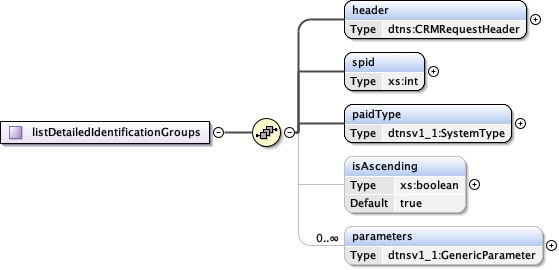 header
Type dtns:CRMRequestHeader
spid
Type xs:int
paidType
Type dtnsv1_1:SystemType
listDetailedIdentificationGroups
isAscending
Type xs:boolean
Default true
0..∞
parameters
Type dtnsv1_1:GenericParameter